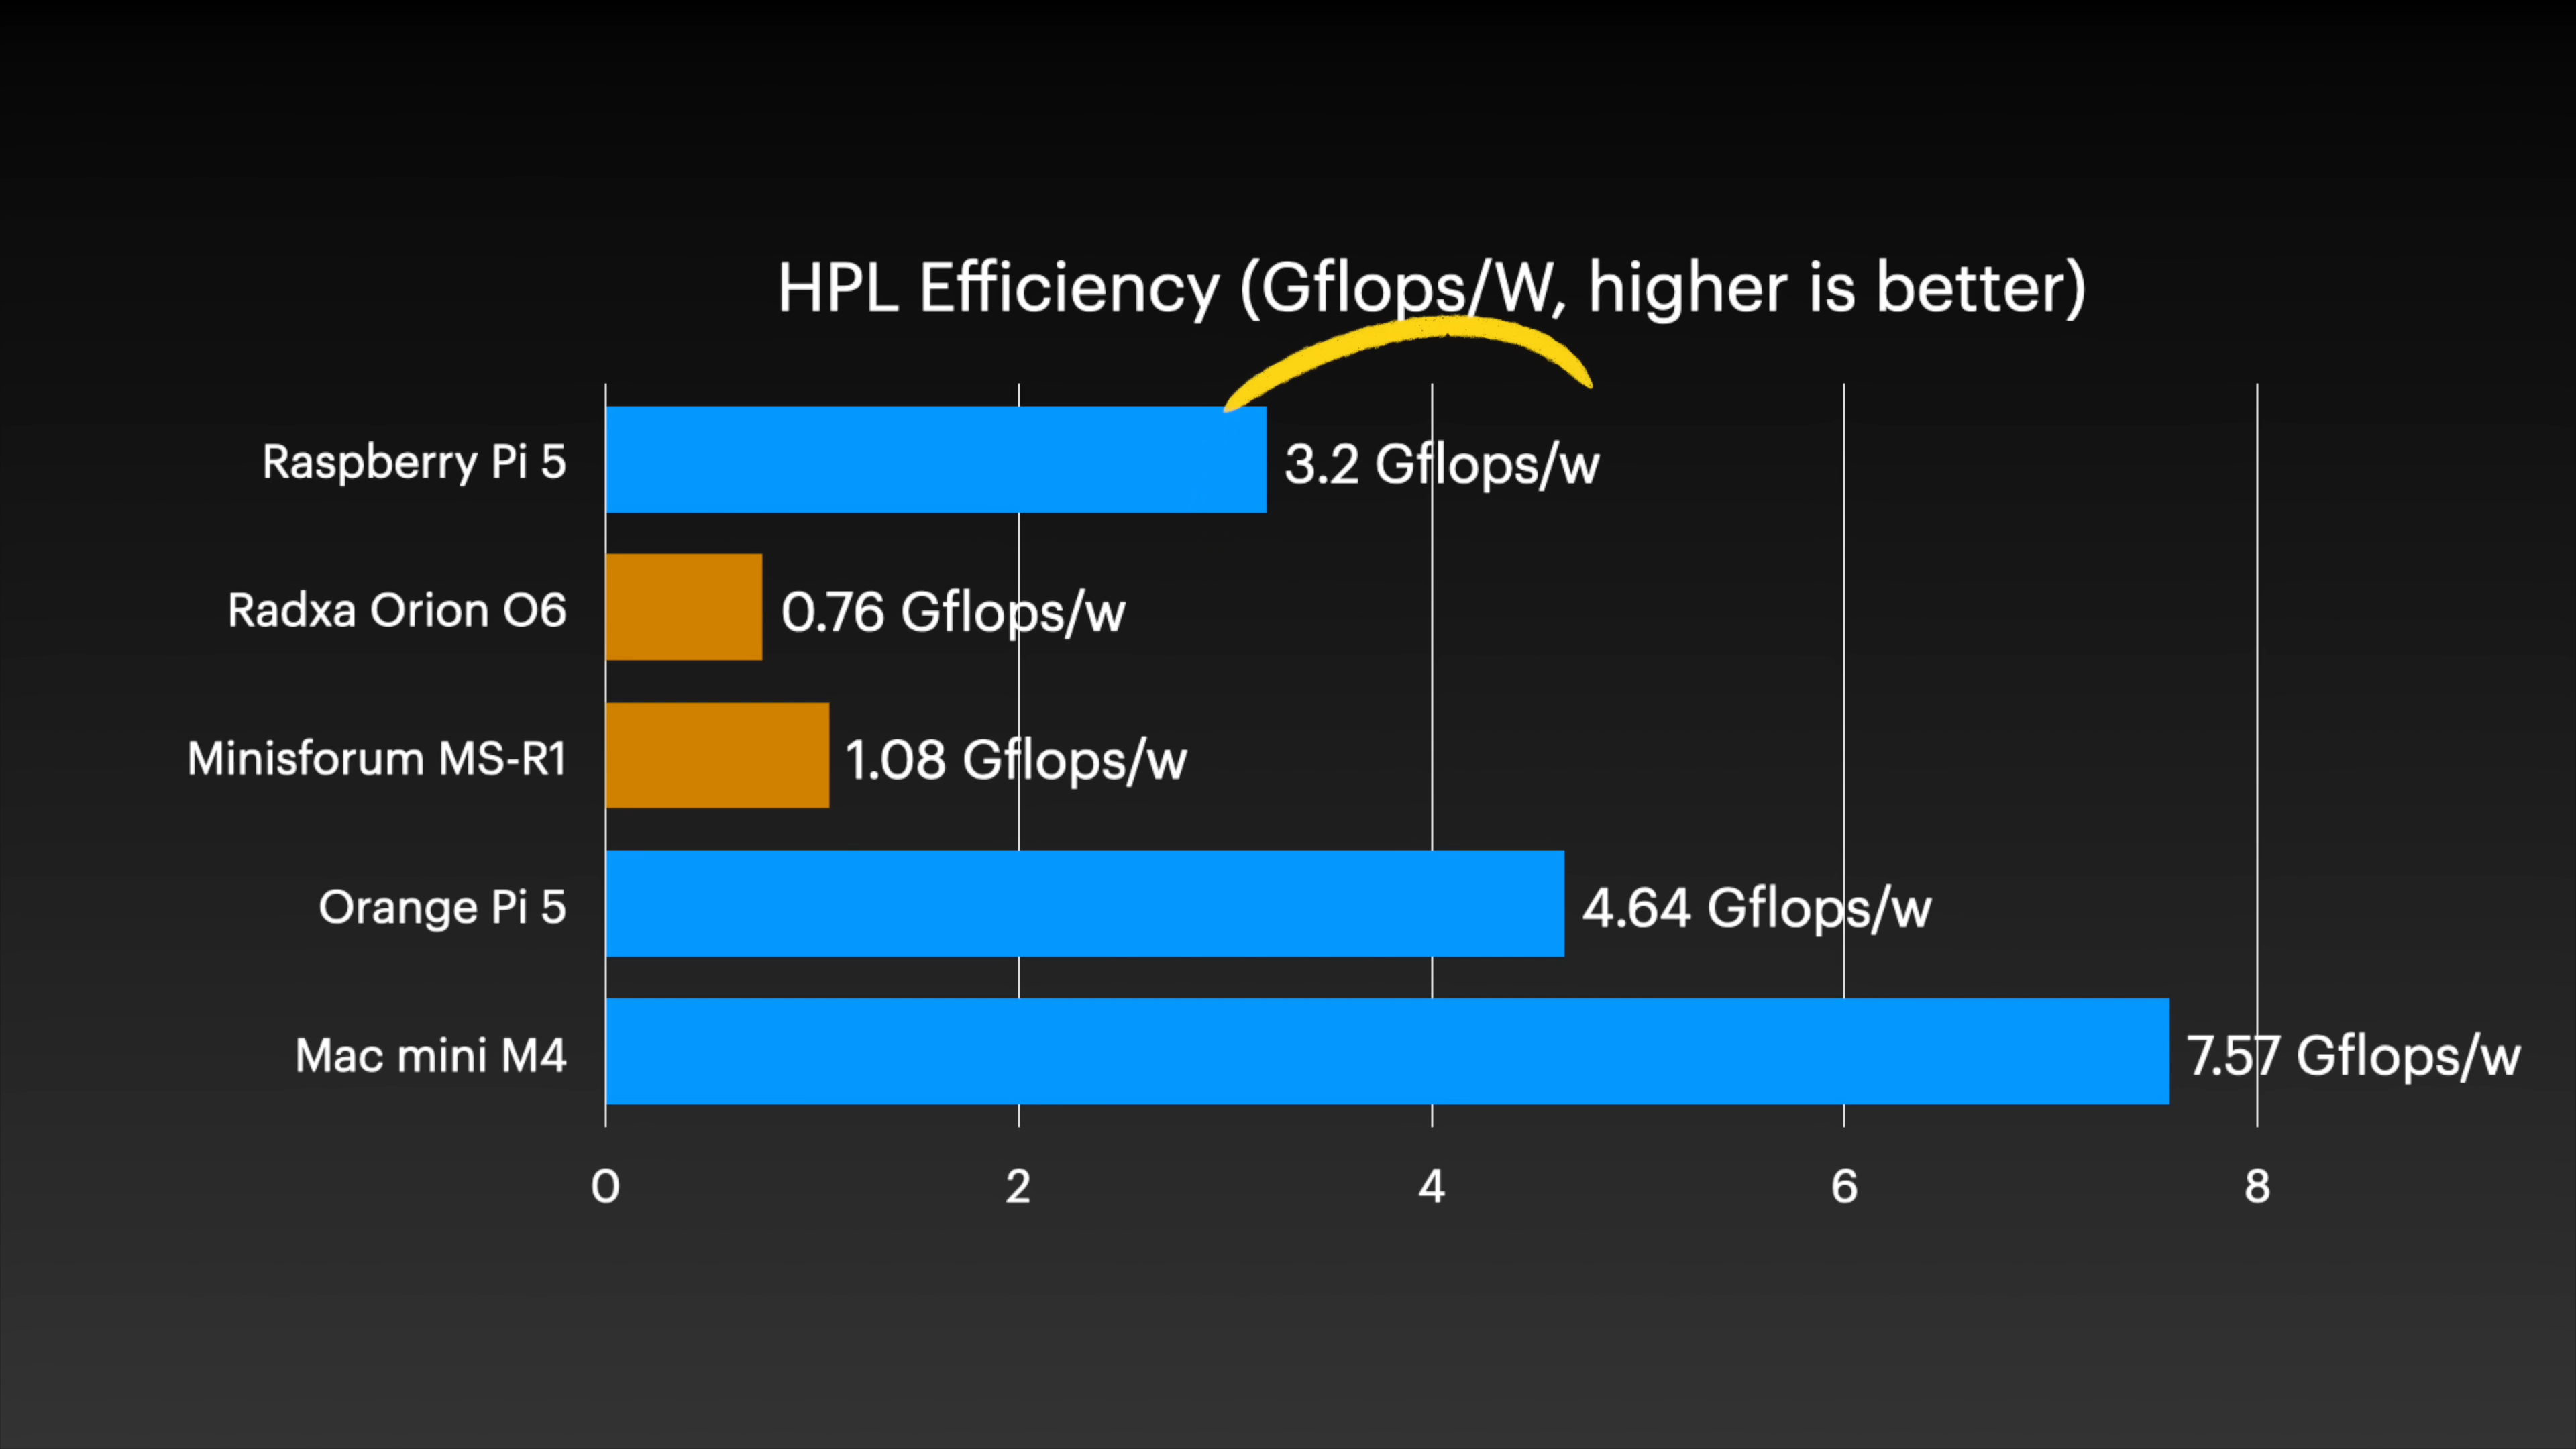 HPL Efficiency (Gflops/W, higher is better)
Raspberry Pi 5
3.2 Gflops/w
Radxa Orion O6
0.76 Gflops/w
Minisforum MS-R1
1.08 Gflops/w
Orange Pi 5
4.64 Gflops/w
Mac mini M4
7.57 Gflops/w
0 2 4 6 8